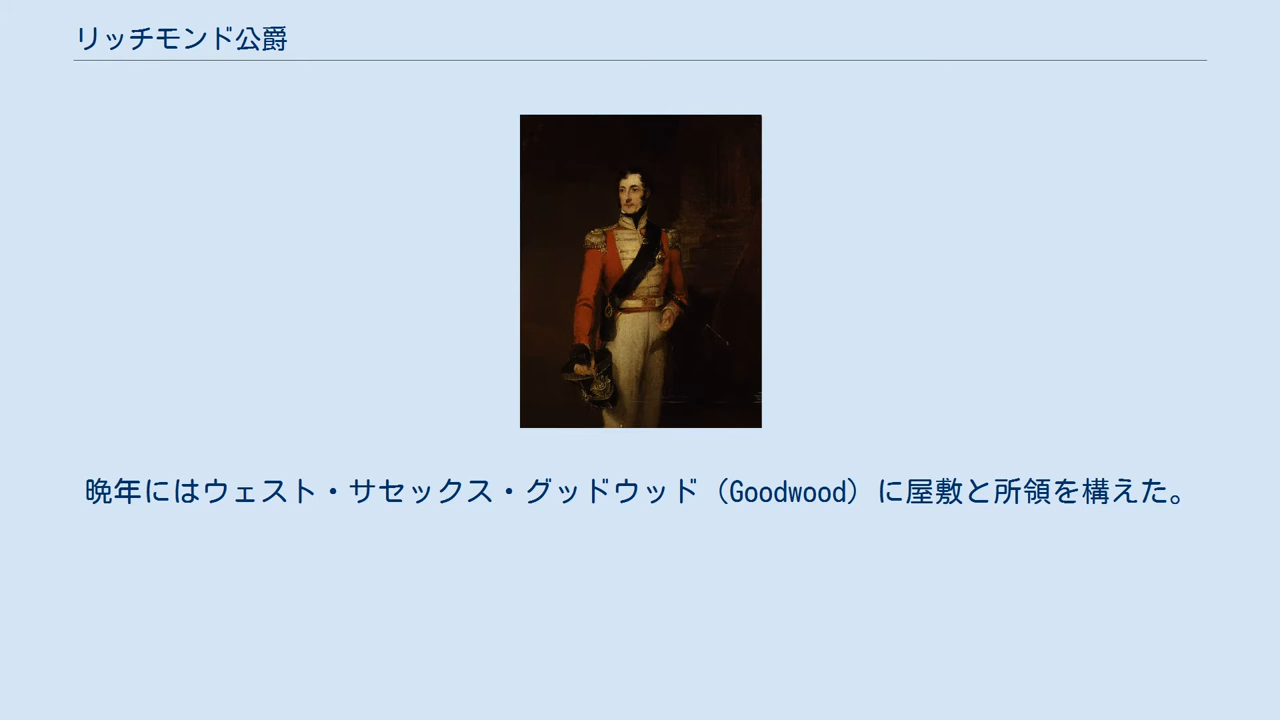 リッチモンド公爵
晩年にはウェスト・サセックス・グッドウッド（Goodwood）に屋敷と所領を構えた。